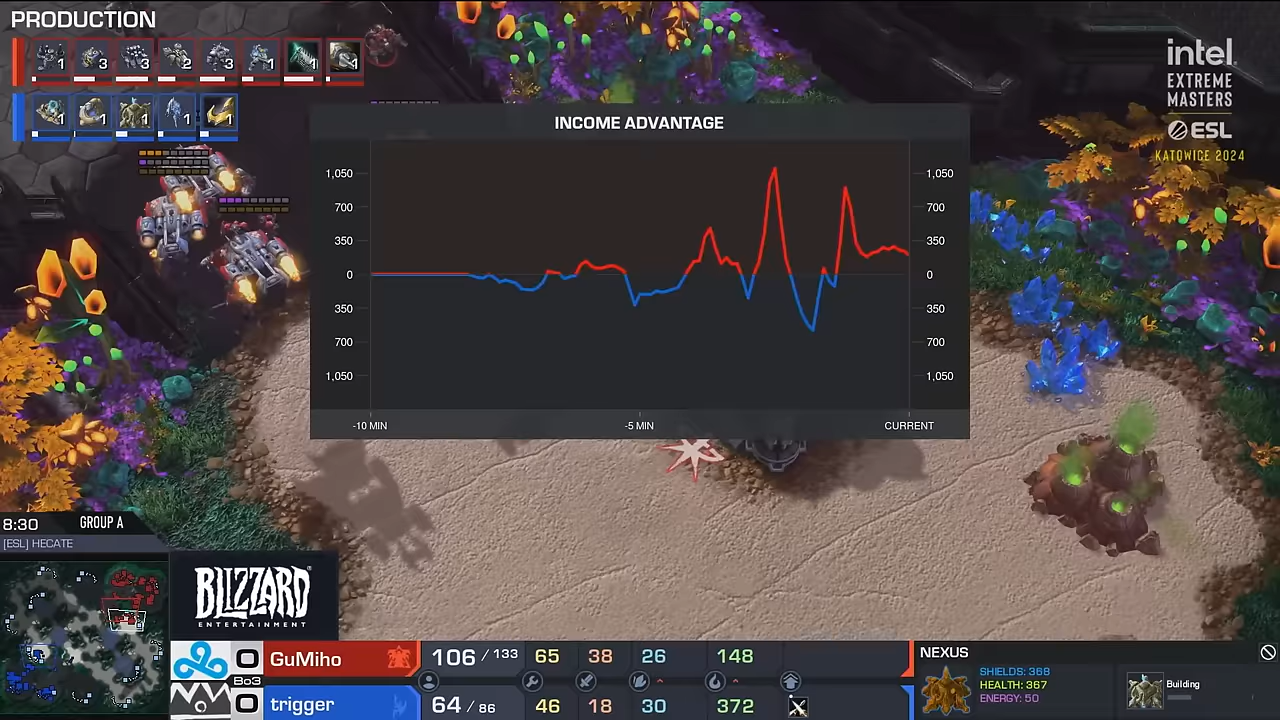 PRODUCTION
1 3 3 2 3 1 1 1
1 1 1 1 1
intel
EXTREME
MASTERS
ESL
KATOWICE 2024
INCOME ADVANTAGE
1,050 1,050
700 700
350 350
0 0
350 350
700 700
1,050 1,050
-10 MIN -5 MIN CURRENT
8:30 GROUP A
[ESL] HECATE
BLIZZARD
ENTERTAINMENT
0 GuMiho 106 / 133 65 38 26 148
Bo3
0 trigger 64 / 86 46 18 30 372
NEXUS
SHIELDS: 368
HEALTH: 367
ENERGY: 50
Building